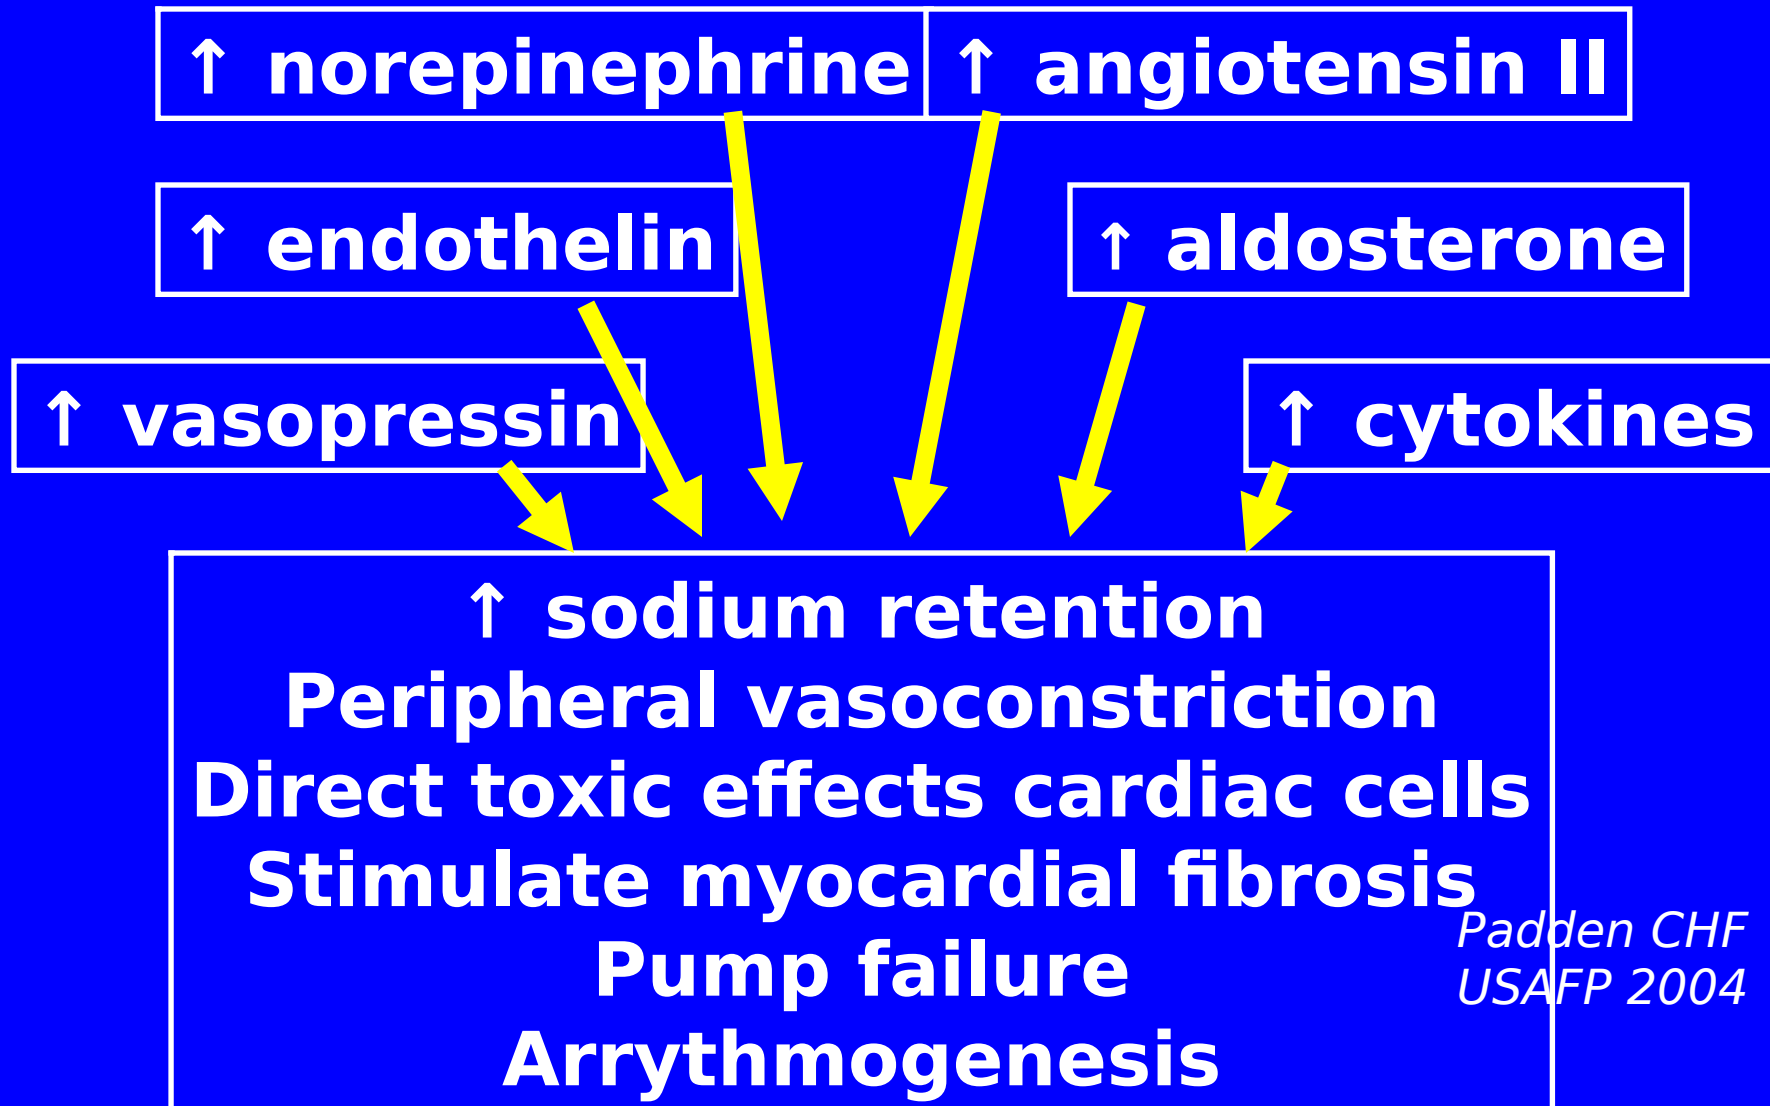 ↑ norepinephrine
↑ angiotensin II
↑ endothelin
↑ aldosterone
↑ vasopressin
↑ cytokines
↑ sodium retention
Peripheral vasoconstriction
Direct toxic effects cardiac cells
Stimulate myocardial fibrosis
Pump failure
Arrythmogenesis
Padden CHF
USAFP 2004